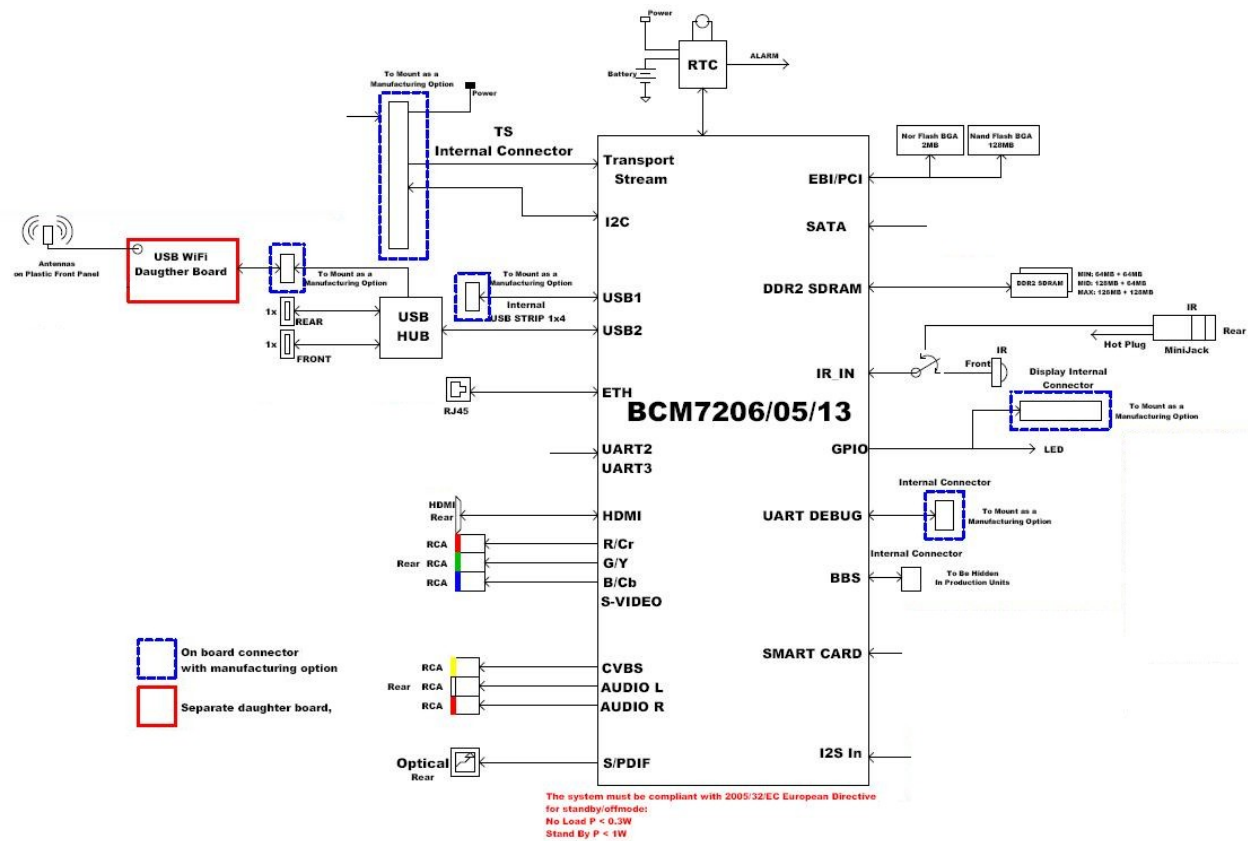 Power
Battery
RTC
ALARM
To Mount as a
Manufacturing Option
Power
TS
Internal Connector
Transport
Stream
I2C
Nor Flash BGA
2MB
Nand Flash BGA
128MB
EBI/PCI
SATA
Antennas
on Plastic Front Panel
USB WiFi
Daugther Board
To Mount as a
Manufacturing Option
1x
REAR
1x
FRONT
USB
HUB
To Mount as a
Manufacturing Option
Internal
USB STRIP 1x4
USB1
USB2
DDR2 SDRAM
DDR2 SDRAM
MIN: 64MB + 64MB
MID: 128MB + 64MB
MAX: 128MB + 128MB
IR
Rear
Hot Plug
MiniJack
IR_IN
Front
IR
Display Internal
Connector
To Mount as a
Manufacturing Option
RJ45
ETH
BCM7206/05/13
GPIO
LED
UART2
UART3
Internal Connector
UART DEBUG
To Mount as a
Manufacturing Option
HDMI
Rear
HDMI
RCA
R/Cr
Rear RCA
G/Y
RCA
B/Cb
S-VIDEO
Internal Connector
BBS
To Be Hidden
In Production Units
SMART CARD
On board connector
with manufacturing option
Separate daughter board,
RCA
CVBS
Rear RCA
AUDIO L
RCA
AUDIO R
Optical
Rear
S/PDIF
I2S In
The system must be compliant with 2005/32/EC European Directive
for standby/offmode:
No Load P < 0.3W
Stand By P < 1W